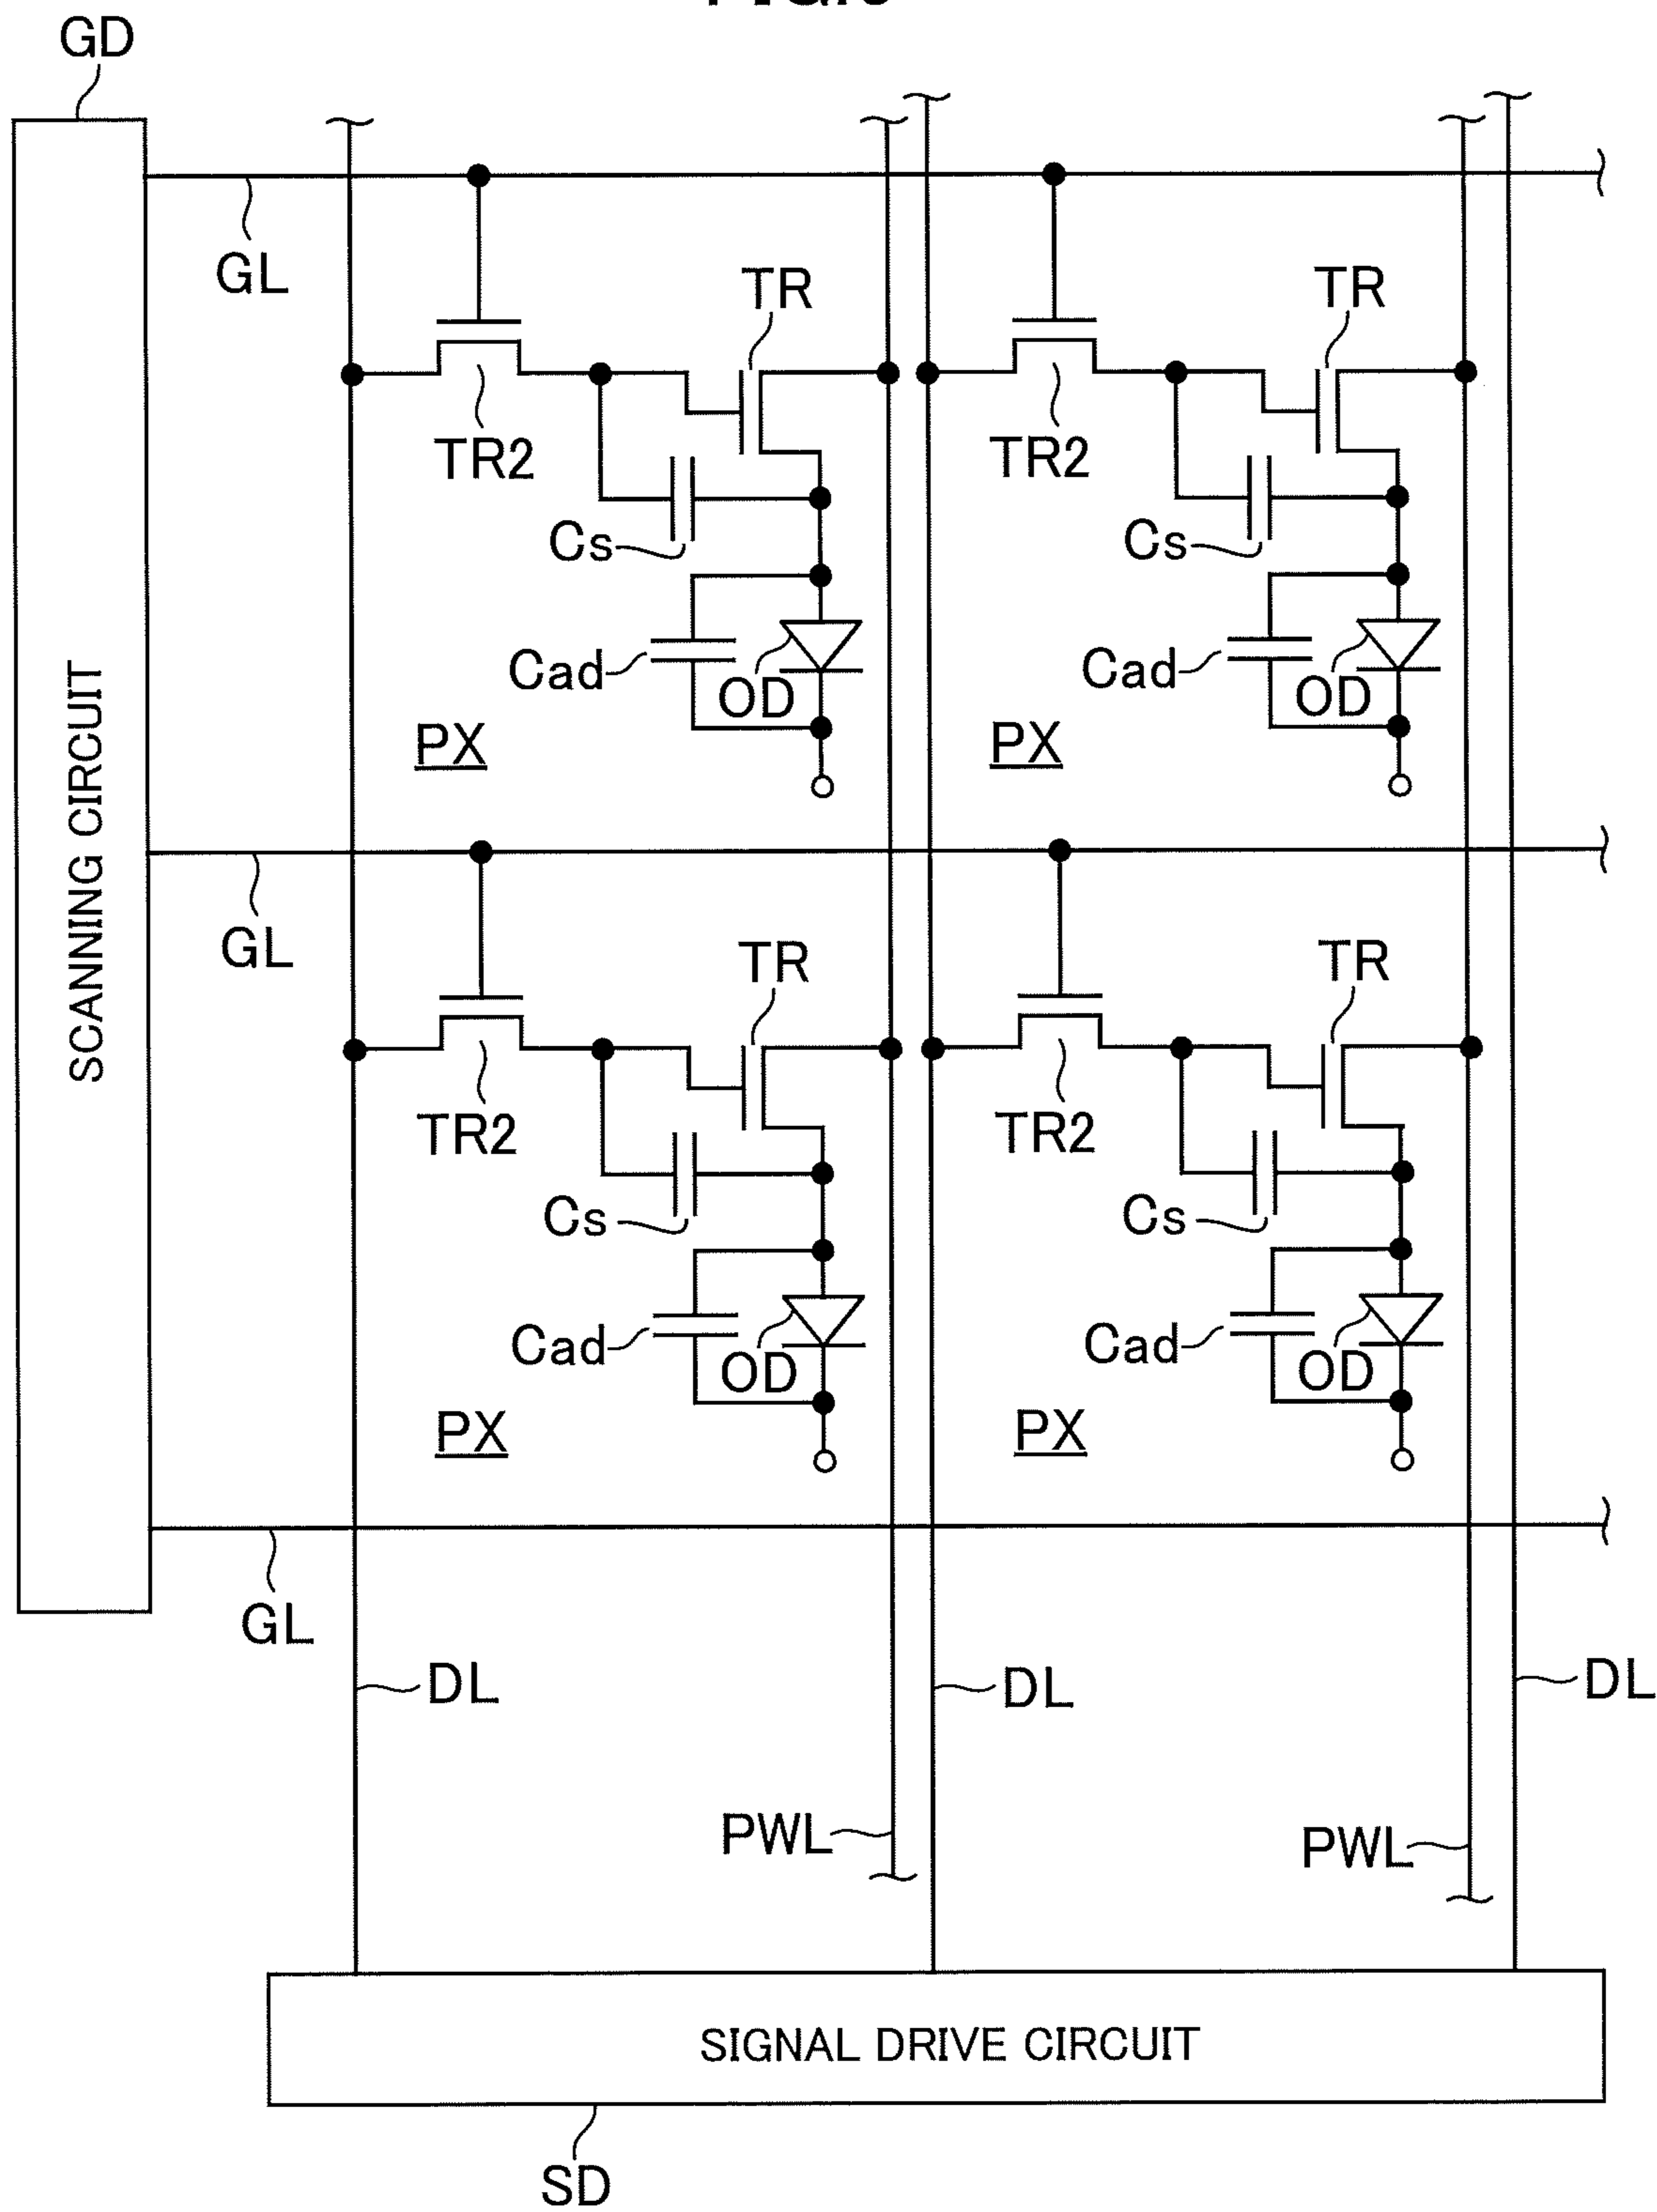 GD
GL
TR
TR
TR2
TR2
Cs
Cs
Cad
OD
Cad
OD
PX
PX
SCANNING CIRCUIT
GL
TR
TR
TR2
TR2
Cs
Cs
Cad
OD
Cad
OD
PX
PX
GL
DL
DL
DL
PWL
PWL
SIGNAL DRIVE CIRCUIT
SD